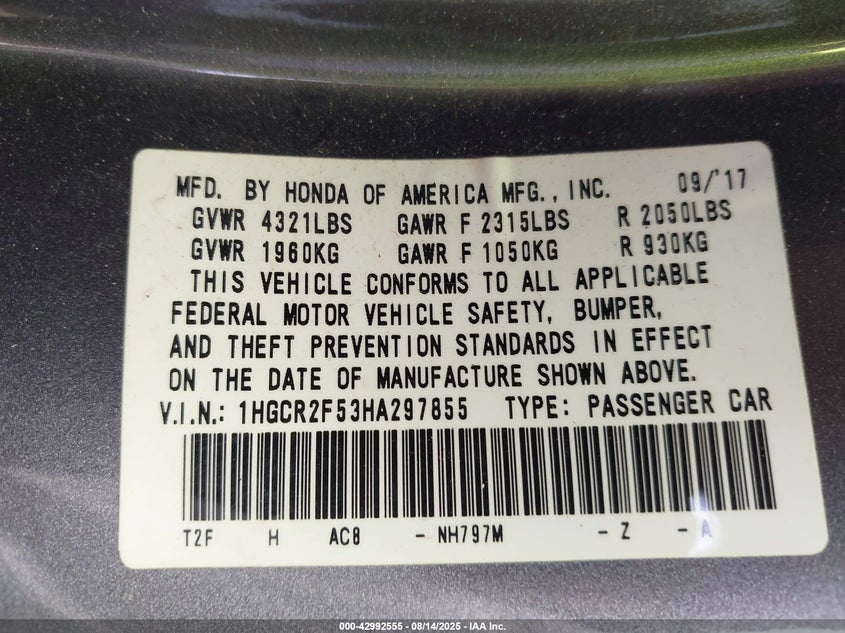 MFD. BY HONDA OF AMERICA MFG., INC. 09/'17
GVWR 4321LBS GAWR F 2315LBS R 2050LBS
GVWR 1960KG GAWR F 1050KG R 930KG
THIS VEHICLE CONFORMS TO ALL APPLICABLE
FEDERAL MOTOR VEHICLE SAFETY, BUMPER,
AND THEFT PREVENTION STANDARDS IN EFFECT
ON THE DATE OF MANUFACTURE SHOWN ABOVE.
V.I.N.: 1HGCR2F53HA297855 TYPE: PASSENGER CAR
T2F H AC8 - NH797M - Z - A
000-42992555 - 08/14/2025 - IAA Inc.